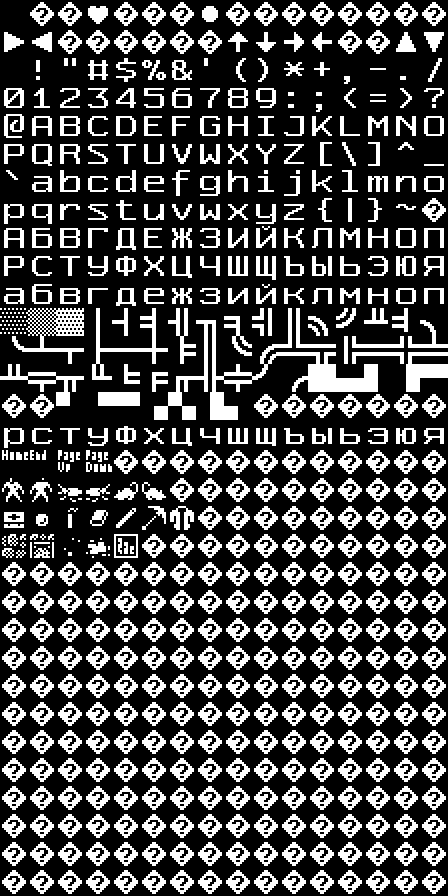 ! " # $ % & ' ( ) * + , - . /
0 1 2 3 4 5 6 7 8 9 : ; < = > ?
@ A B C D E F G H I J K L M N O
P Q R S T U V W X Y Z [ \ ] ^ _
` a b c d e f g h i j k l m n o
p q r s t u v w x y z { | } ~ �
А Б В Г Д Е Ж З И Й К Л М Н О П
Р С Т У Ф Х Ц Ч Ш Щ Ъ Ы Ь Э Ю Я
а б в г д е ж з и й к л м н о п
р с т у ф х ц ч ш щ ъ ы ь э ю я
Home End Page Up Page Down